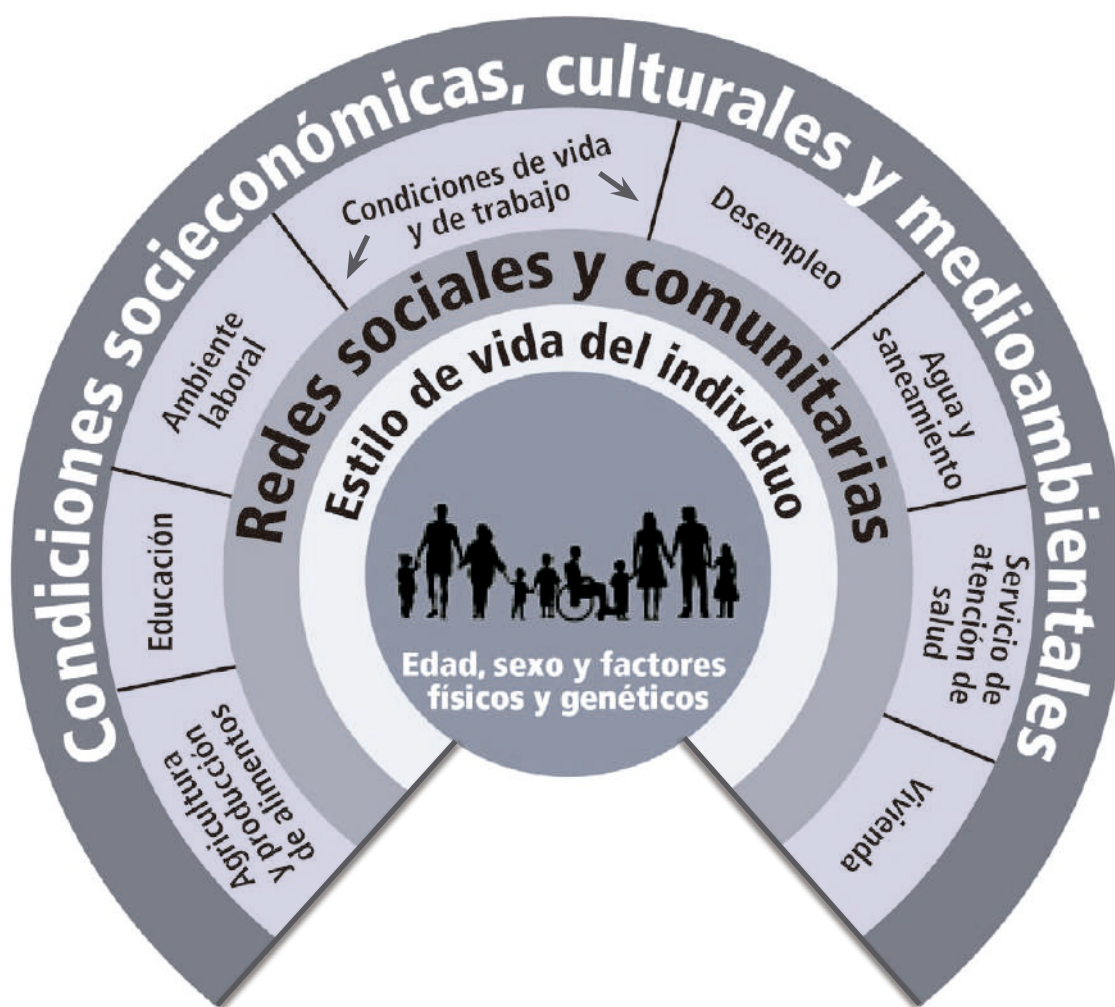 Condiciones socieconómicas, culturales y medioambientales
Condiciones de vida
y de trabajo
Desempleo
Agua y
saneamiento
Servicio de
atención de
salud
Vivienda
Ambiente
laboral
Educación
Agricultura
y producción
de alimentos
Redes sociales y comunitarias
Estilo de vida del individuo
Edad, sexo y factores
físicos y genéticos